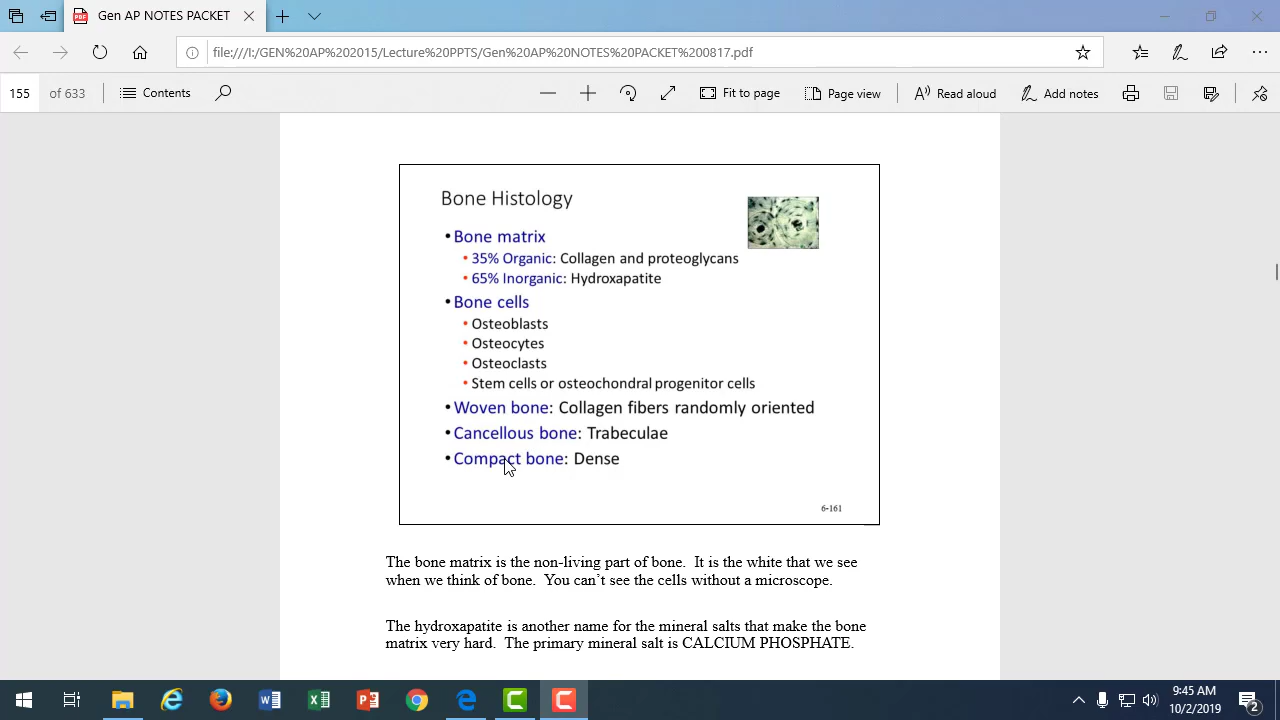 Gen AP NOTES PACKET
file:///I:/GEN%20AP%202015/Lecture%20PPTS/Gen%20AP%20NOTES%20PACKET%200817.pdf
155 of 633 Contents Fit to page Page view Read aloud Add notes
Bone Histology
•Bone matrix
• 35% Organic: Collagen and proteoglycans
• 65% Inorganic: Hydroxapatite
•Bone cells
• Osteoblasts
• Osteocytes
• Osteoclasts
• Stem cells or osteochondral progenitor cells
•Woven bone: Collagen fibers randomly oriented
•Cancellous bone: Trabeculae
•Compact bone: Dense
6-161
The bone matrix is the non-living part of bone.  It is the white that we see
when we think of bone.  You can’t see the cells without a microscope.
The hydroxapatite is another name for the mineral salts that make the bone
matrix very hard.  The primary mineral salt is CALCIUM PHOSPHATE.
9:45 AM
10/2/2019
2